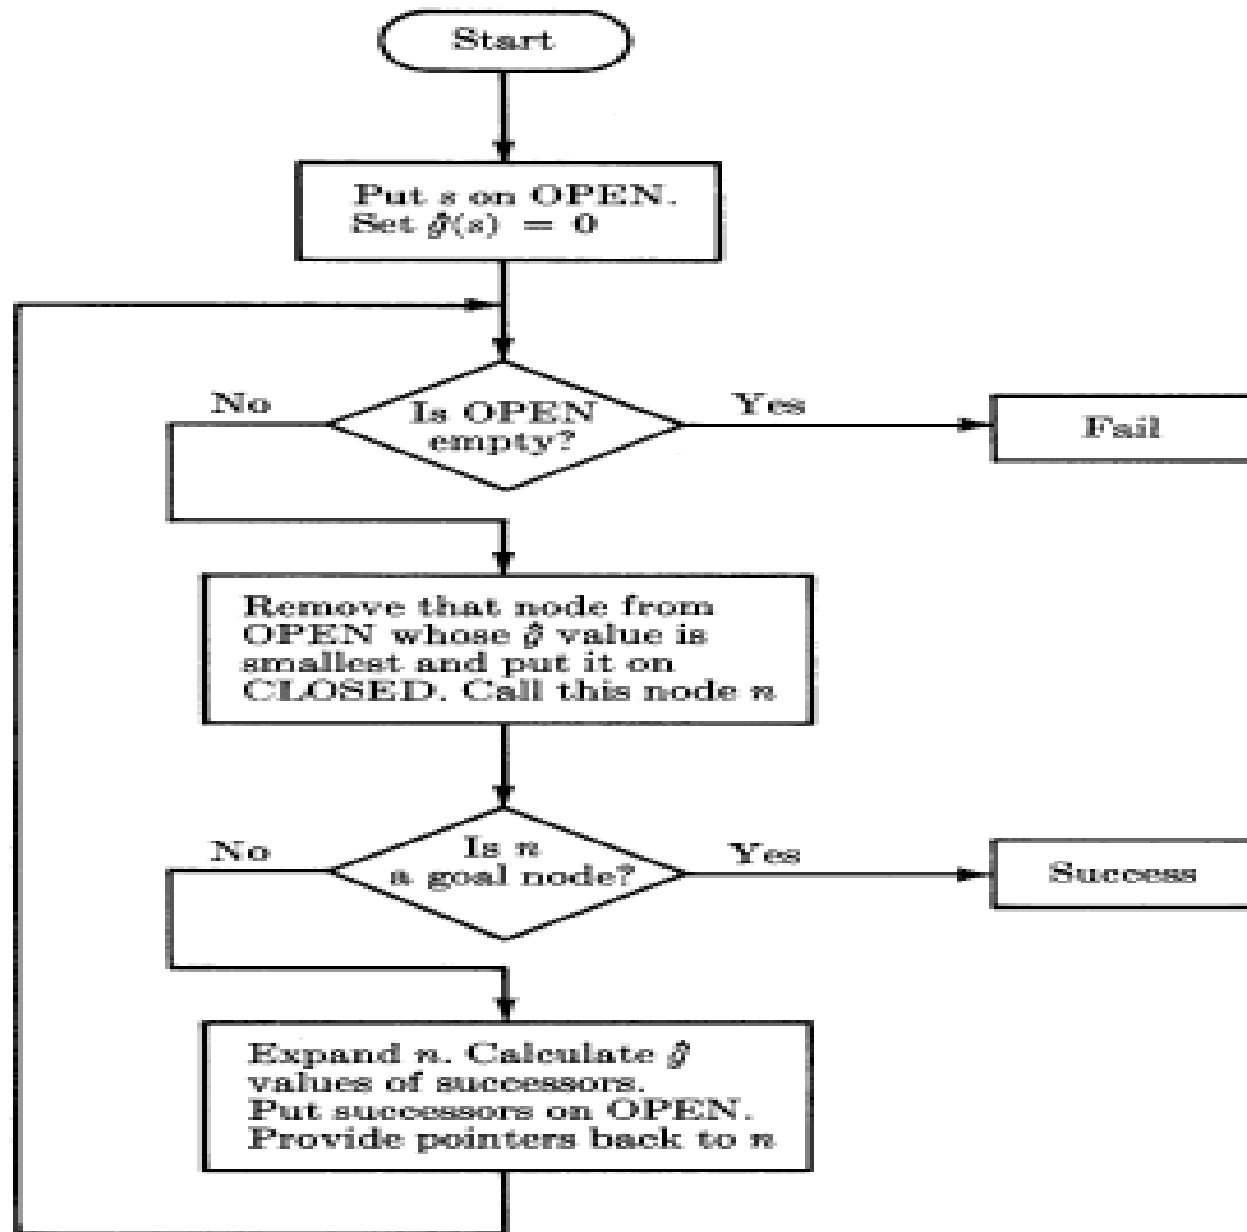 Start
Put s on OPEN.
Set ĝ(s) = 0
No
Is OPEN
empty?
Yes
Fail
Remove that node from
OPEN whose ĝ value is
smallest and put it on
CLOSED. Call this node n
No
Is n
a goal node?
Yes
Success
Expand n. Calculate ĝ
values of successors.
Put successors on OPEN.
Provide pointers back to n